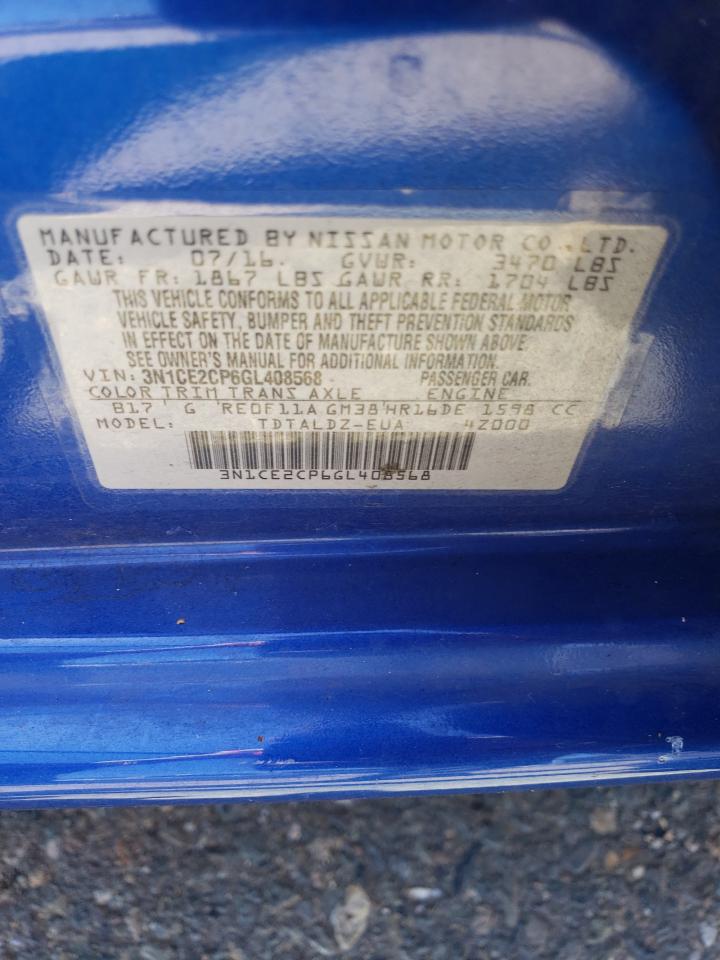 MANUFACTURED BY NISSAN MOTOR CO.,LTD.
DATE: 07/16. GVWR: 3470 LBS
GAWR FR: 1867 LBS GAWR RR: 1704 LBS
THIS VEHICLE CONFORMS TO ALL APPLICABLE FEDERAL MOTOR
VEHICLE SAFETY, BUMPER AND THEFT PREVENTION STANDARDS
IN EFFECT ON THE DATE OF MANUFACTURE SHOWN ABOVE.
SEE OWNER'S MANUAL FOR ADDITIONAL INFORMATION.
VIN: 3N1CE2CP6GL408568 PASSENGER CAR.
COLOR TRIM TRANS AXLE ENGINE
B17 G RE0F11A GM38 HR16DE 1598 CC
MODEL: TDTALDZ-EUA 4Z000
3N1CE2CP6GL408568